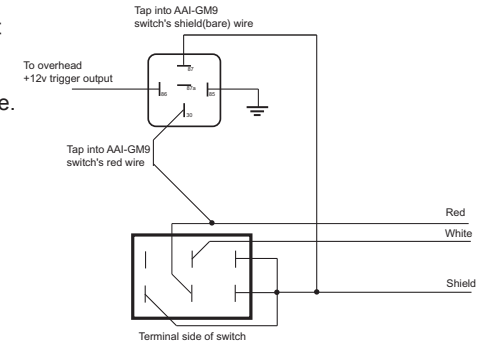 Tap into AAI-GM9
switch's shield(bare) wire
To overhead
+12v trigger output
e.
87
87a
86
85
30
Tap into AAI-GM9
switch's red wire
Red
White
Shield
Terminal side of switch